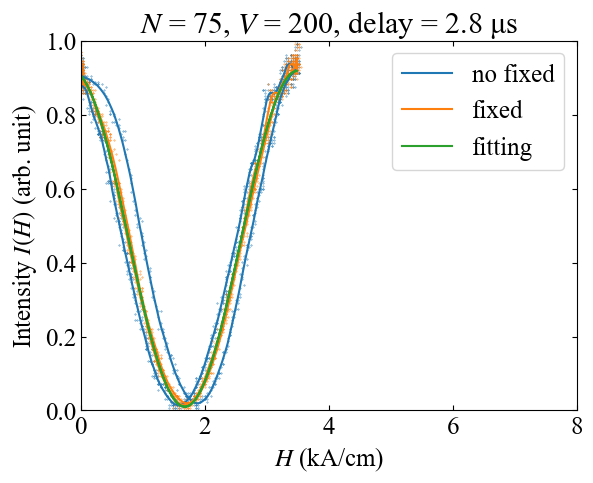 N = 75, V = 200, delay = 2.8 μs
1.0
0.8
0.6
0.4
0.2
0.0
Intensity I(H) (arb. unit)
no fixed
fixed
fitting
0 2 4 6 8
H (kA/cm)